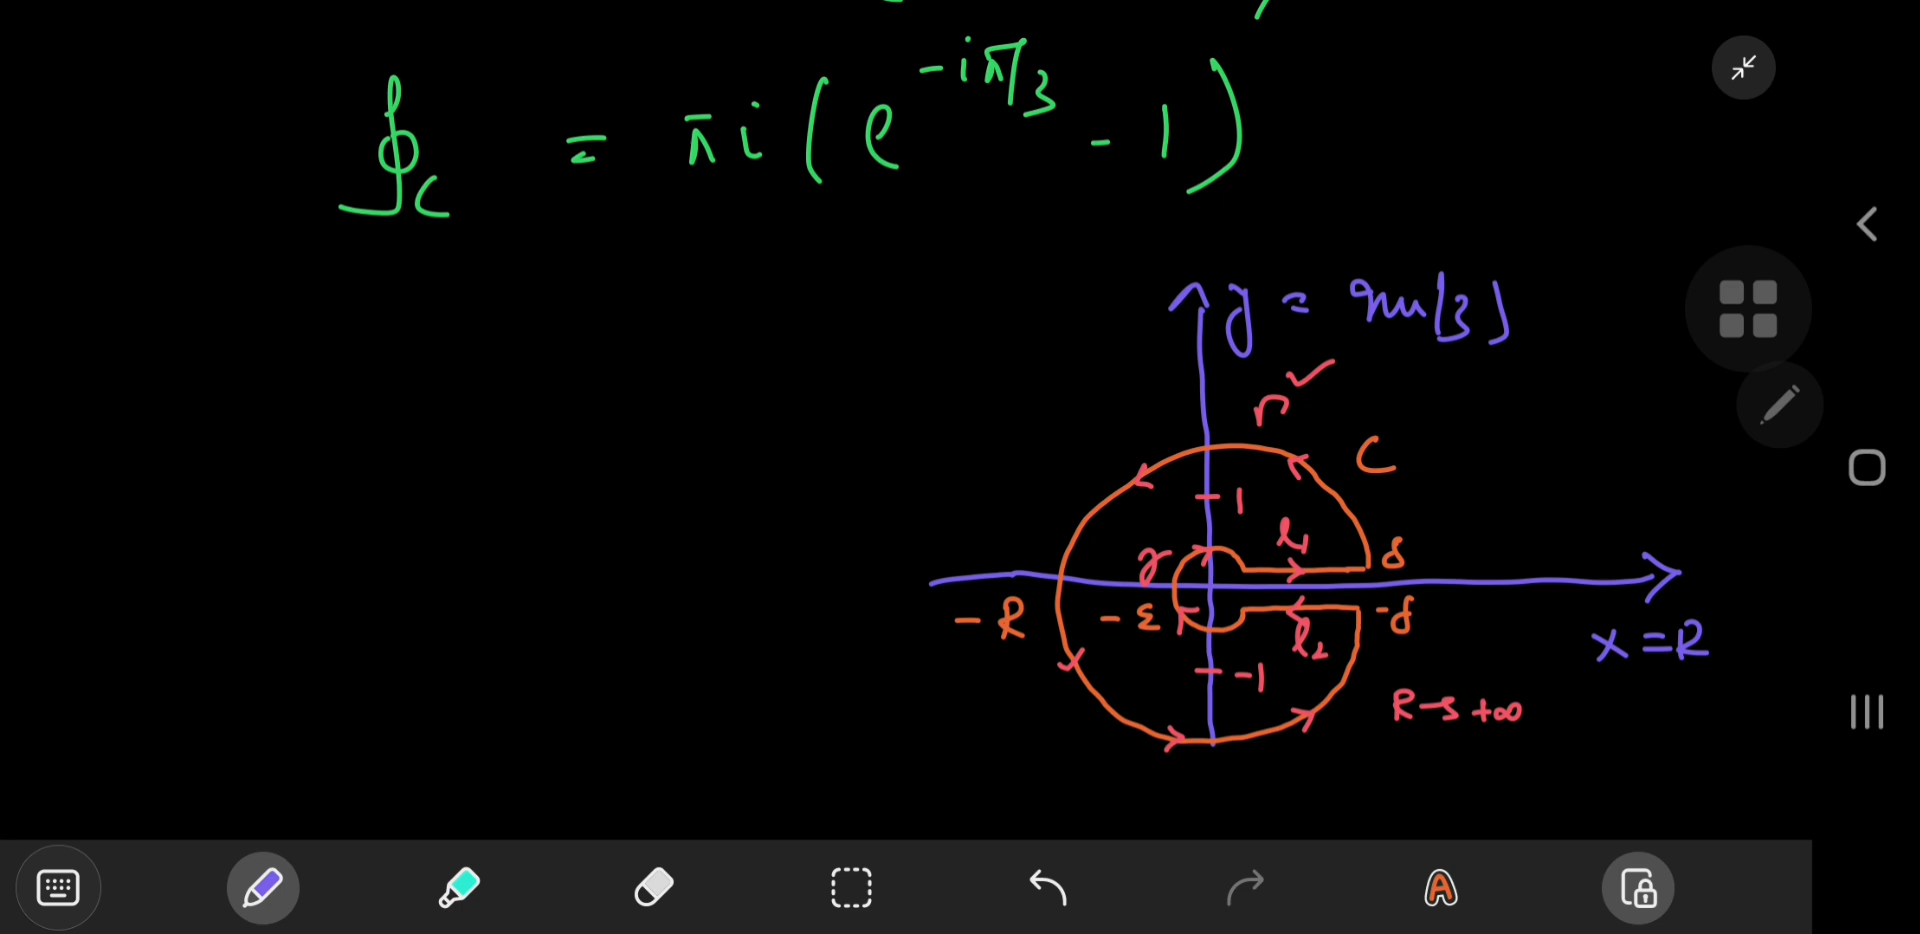 ∮_C = πi (e^{-iπ/3} - 1)
y = Im(z)
Γ ✓
C
1
l₁
δ
γ
-R
-ε
l₂
-δ
x = R
-1
R → +∞
A